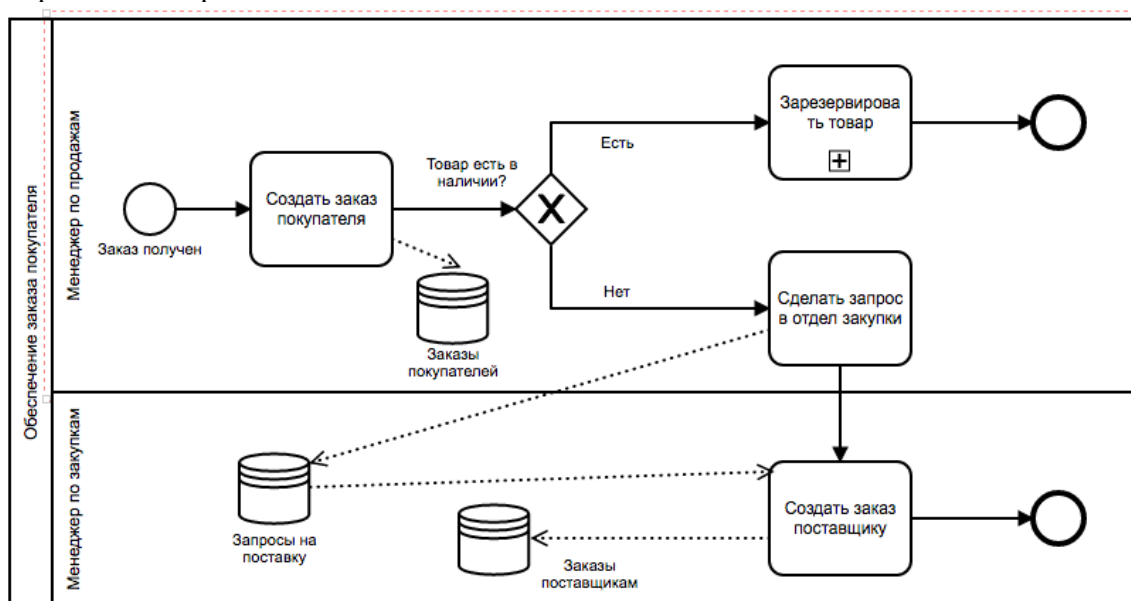 Обеспечение заказа покупателя
Менеджер по продажам
Заказ получен
Создать заказ
покупателя
Заказы
покупателей
Товар есть в
наличии?
Есть
Нет
Зарезервирова
ть товар
Сделать запрос
в отдел закупки
Менеджер по закупкам
Запросы на
поставку
Заказы
поставщикам
Создать заказ
поставщику